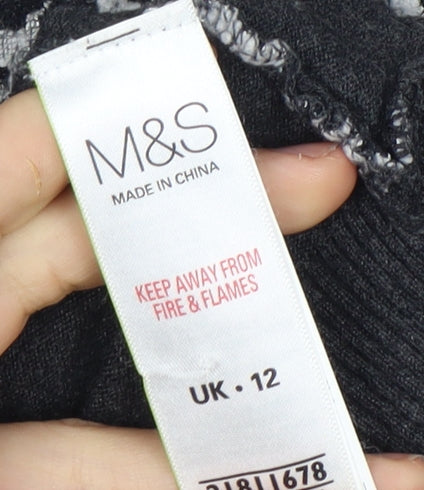 M&S
MADE IN CHINA
KEEP AWAY FROM
FIRE & FLAMES
UK • 12